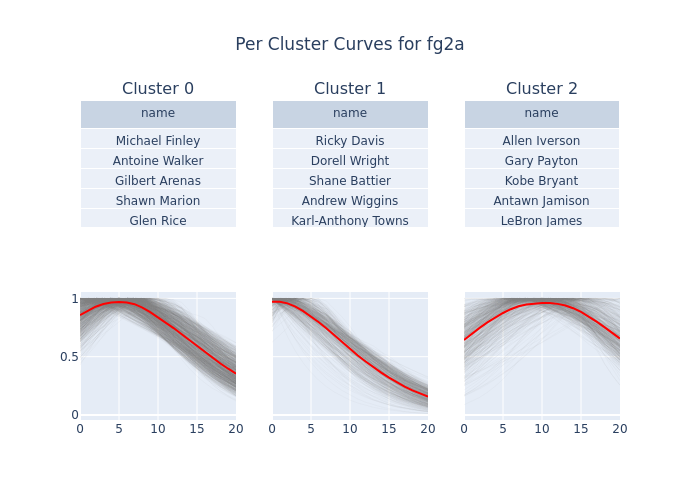 Per Cluster Curves for fg2a
Cluster 0
name
Michael Finley
Antoine Walker
Gilbert Arenas
Shawn Marion
Glen Rice
Cluster 1
name
Ricky Davis
Dorell Wright
Shane Battier
Andrew Wiggins
Karl-Anthony Towns
Cluster 2
name
Allen Iverson
Gary Payton
Kobe Bryant
Antawn Jamison
LeBron James
1
0.5
0
0 5 10 15 20
0 5 10 15 20
0 5 10 15 20